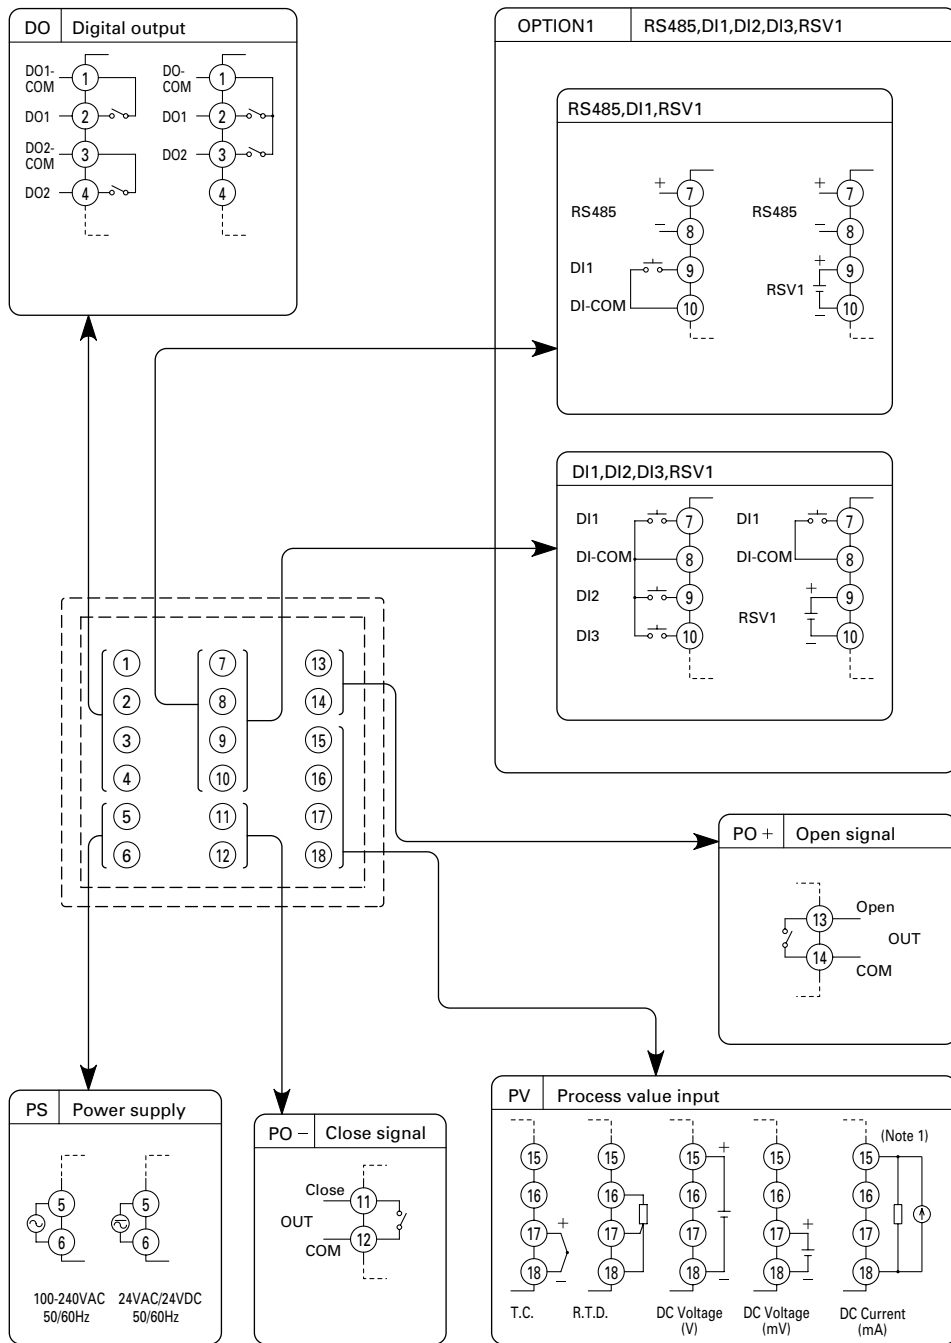 DO Digital output
DO1-
COM
1
DO1
2
DO2-
COM
3
DO2
4
DO-
COM
1
DO1
2
DO2
3
4
OPTION1 RS485,DI1,DI2,DI3,RSV1
RS485,DI1,RSV1
+
7
RS485
−
8
DI1
9
DI-COM
10
+
7
RS485
−
8
+
9
RSV1
−
10
DI1,DI2,DI3,RSV1
DI1
7
DI-COM
8
DI2
9
DI3
10
DI1
7
DI-COM
8
+
9
RSV1
−
10
1 7 13
2 8 14
3 9 15
4 10 16
5 11 17
6 12 18
PO + Open signal
13 Open
OUT
14 COM
PS Power supply
5
6
100-240VAC
50/60Hz
5
6
24VAC/24DC
50/60Hz
PO − Close signal
Close 11
OUT
COM 12
PV Process value input
15
16
17 +
18 −
T.C.
15
16
17
18
R.T.D.
15 +
16
17
18 −
DC Voltage
(V)
15
16
17 +
18 −
DC Voltage
(mV)
(Note 1)
15
16
17
18
DC Current
(mA)